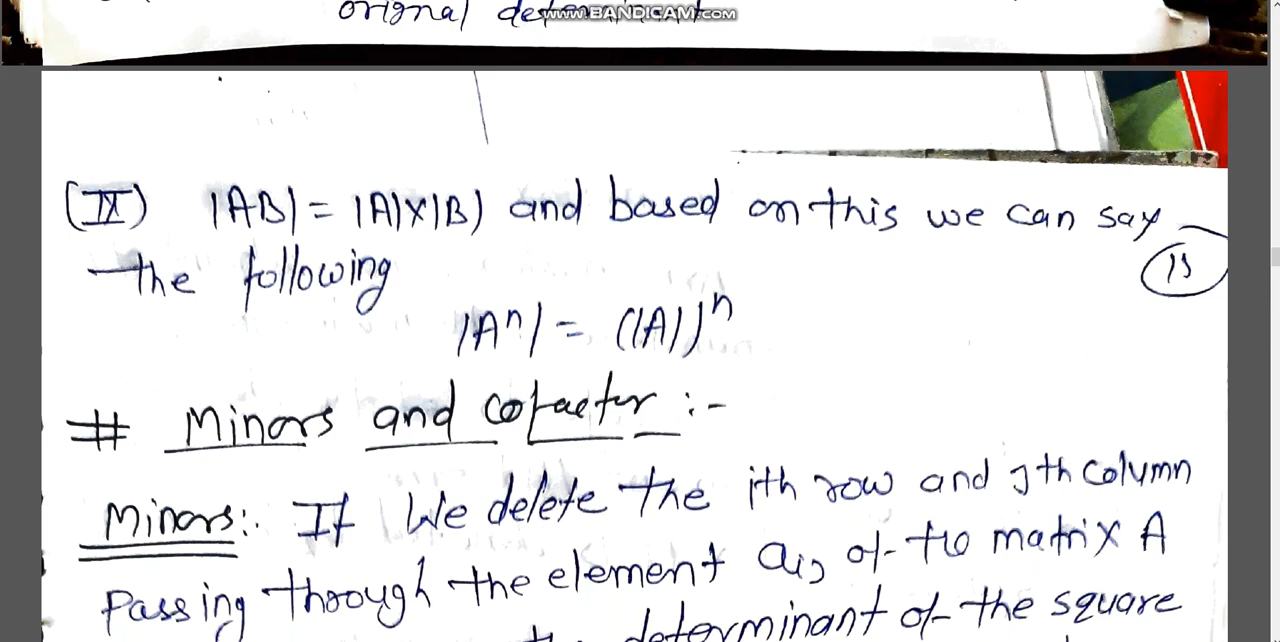 orignal
www.BANDICAM.com
(IX) |AB| = |A|X|B| and based on this we can say
the following
15
|Aⁿ| = (|A|)ⁿ
# Minors and cofactor :-
Minors:. If We delete the ith row and jth column
Passing through the element aij of the matrix A
determinant of the square